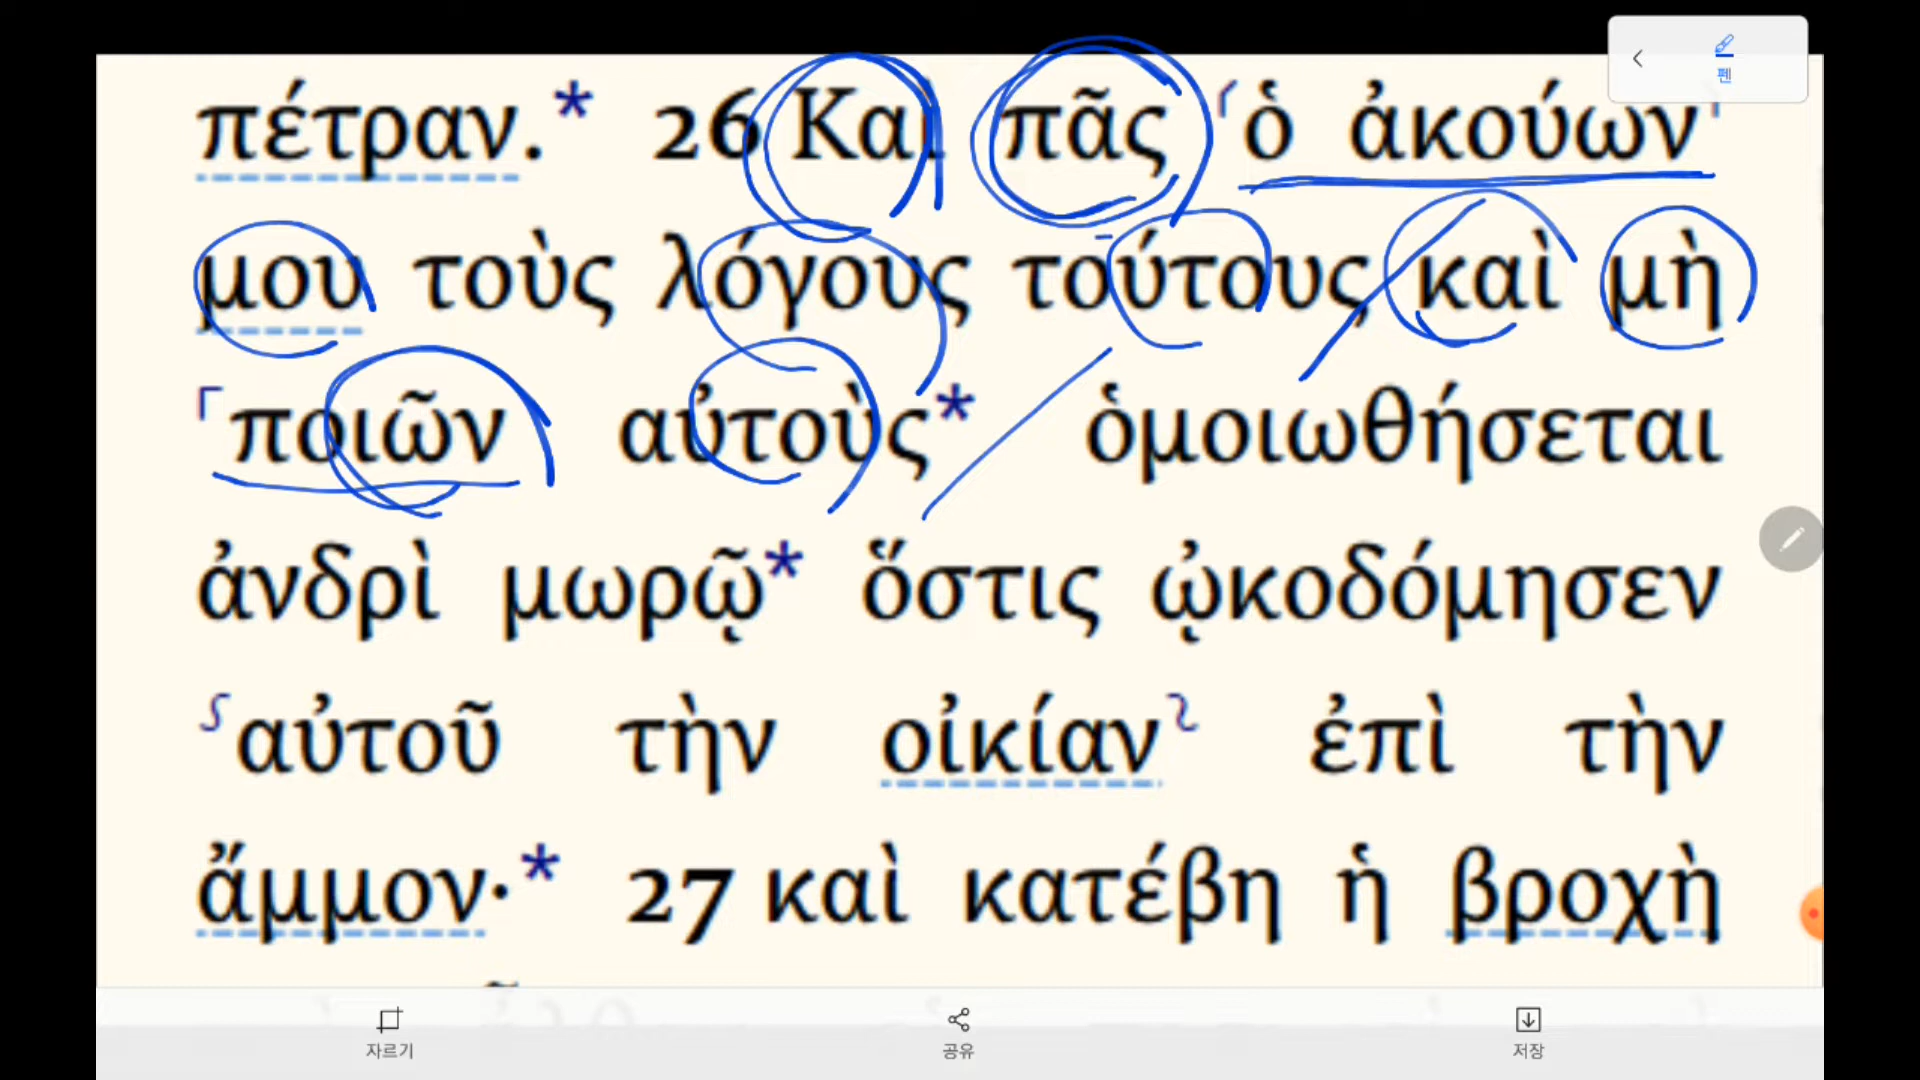 펜
πέτραν.* 26 Καὶ πᾶς ⸂ὁ ἀκούων⸃
μου τοὺς λόγους τούτους καὶ μὴ
⸀ποιῶν αὐτοὺς* ὁμοιωθήσεται
ἀνδρὶ μωρῷ* ὅστις ᾠκοδόμησεν
⸉αὐτοῦ τὴν οἰκίαν⸊ ἐπὶ τὴν
ἄμμον·* 27 καὶ κατέβη ἡ βροχὴ
자르기 공유 저장